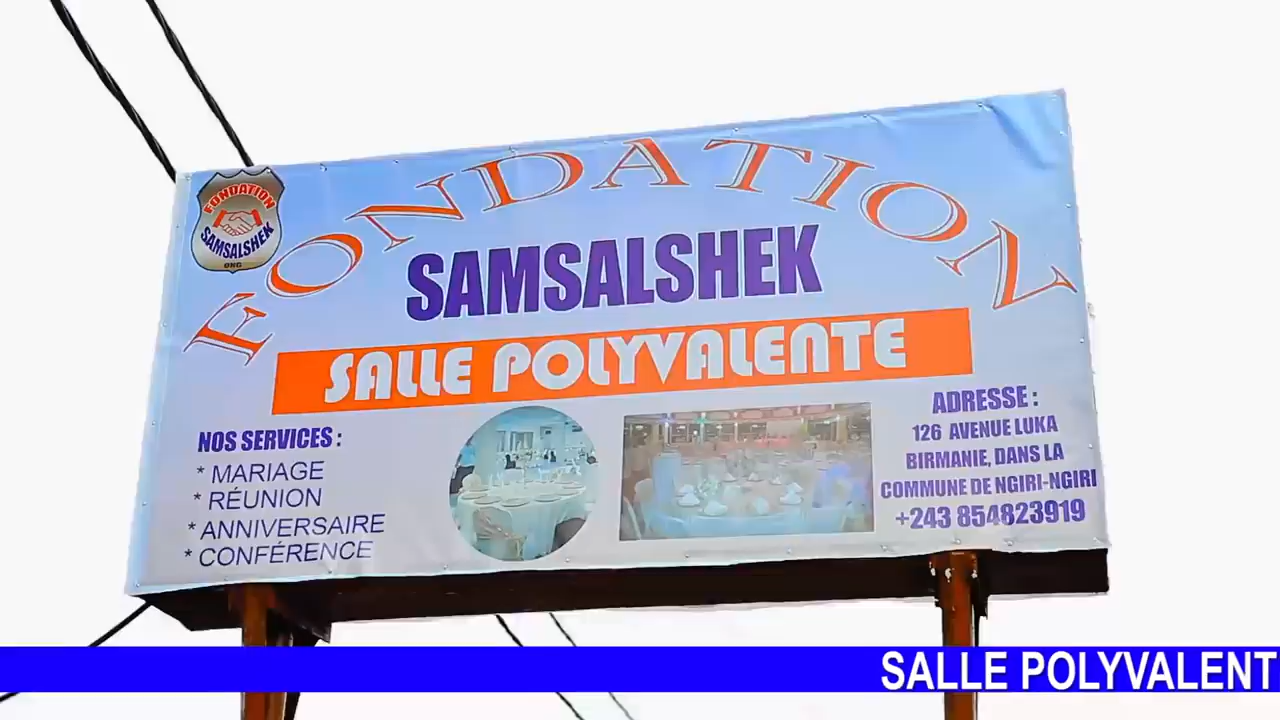 FONDATION
SAMSALSHEK
ONG
FONDATION
SAMSALSHEK
SALLE POLYVALENTE
NOS SERVICES :
* MARIAGE
* RÉUNION
* ANNIVERSAIRE
* CONFÉRENCE
ADRESSE :
126 AVENUE LUKA
BIRMANIE, DANS LA
COMMUNE DE NGIRI-NGIRI
+243 854823919
SALLE POLYVALENT